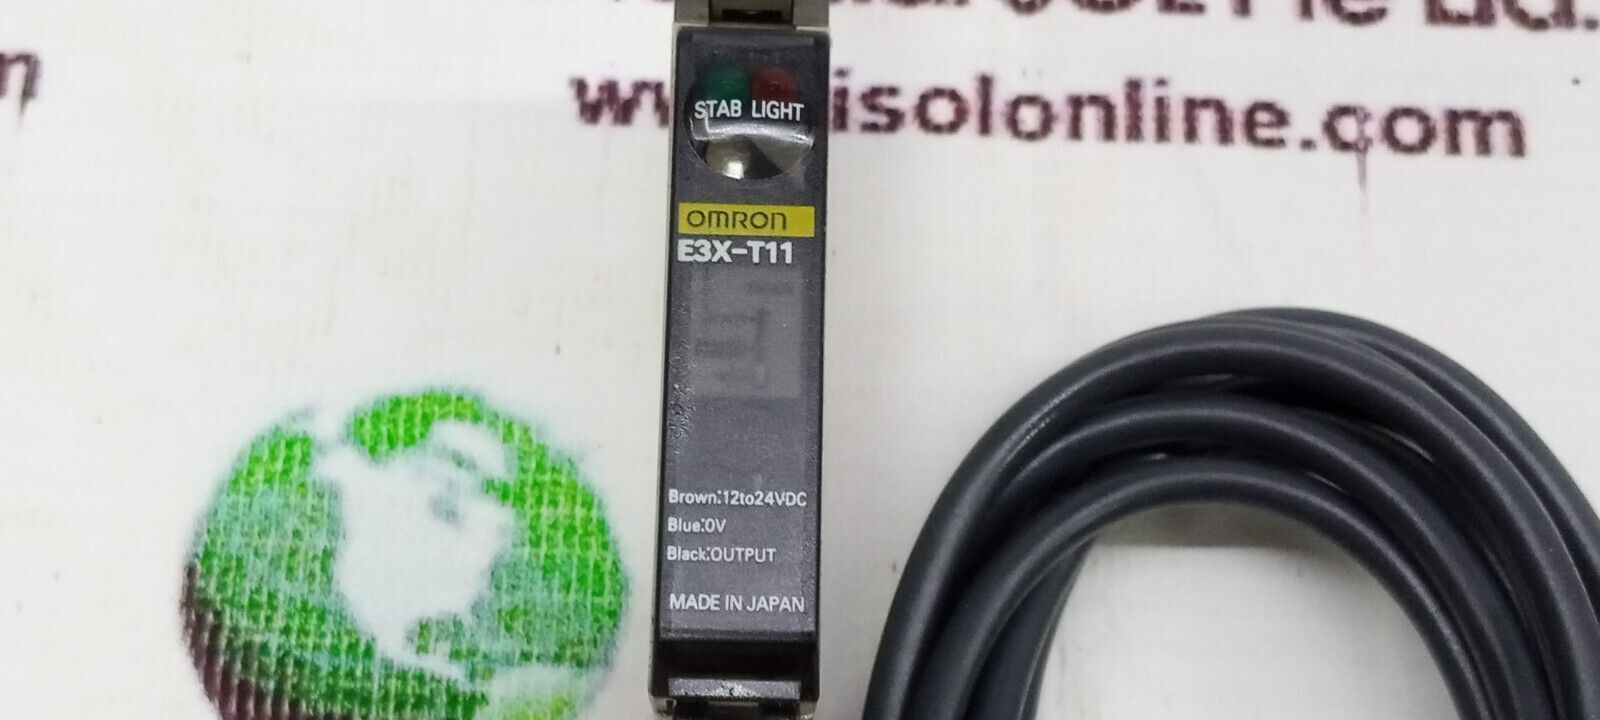 www.isolonline.com
STAB LIGHT
OMRON
E3X-T11
Brown:12to24VDC
Blue:0V
Black:OUTPUT
MADE IN JAPAN